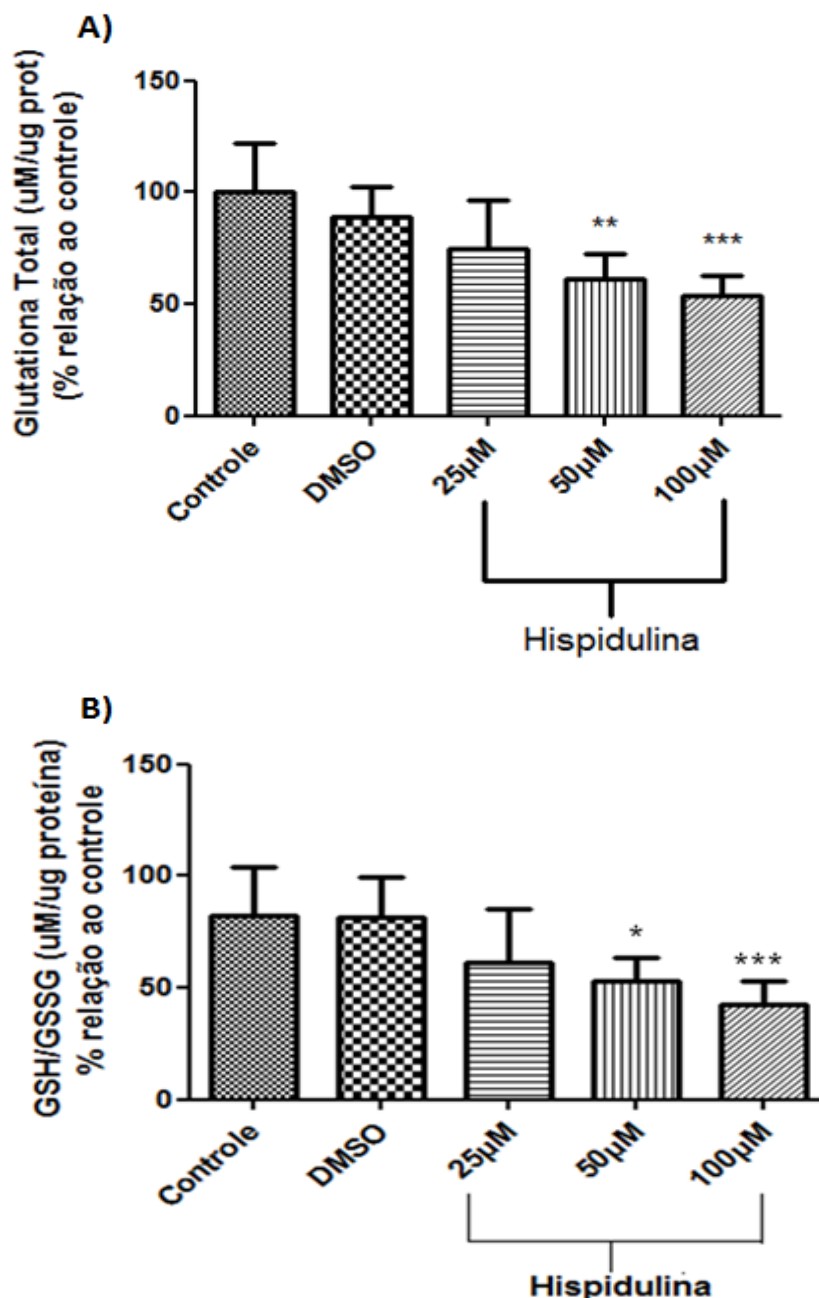 A)
Glutationa Total (uM/ug prot)
(% relação ao controle)
150
100
50
0
**
***
Controle
DMSO
25µM
50µM
100µM
Hispidulina
B)
GSH/GSSG (uM/ug proteína)
% relação ao controle
150
100
50
0
*
***
Controle
DMSO
25µM
50µM
100µM
Hispidulina